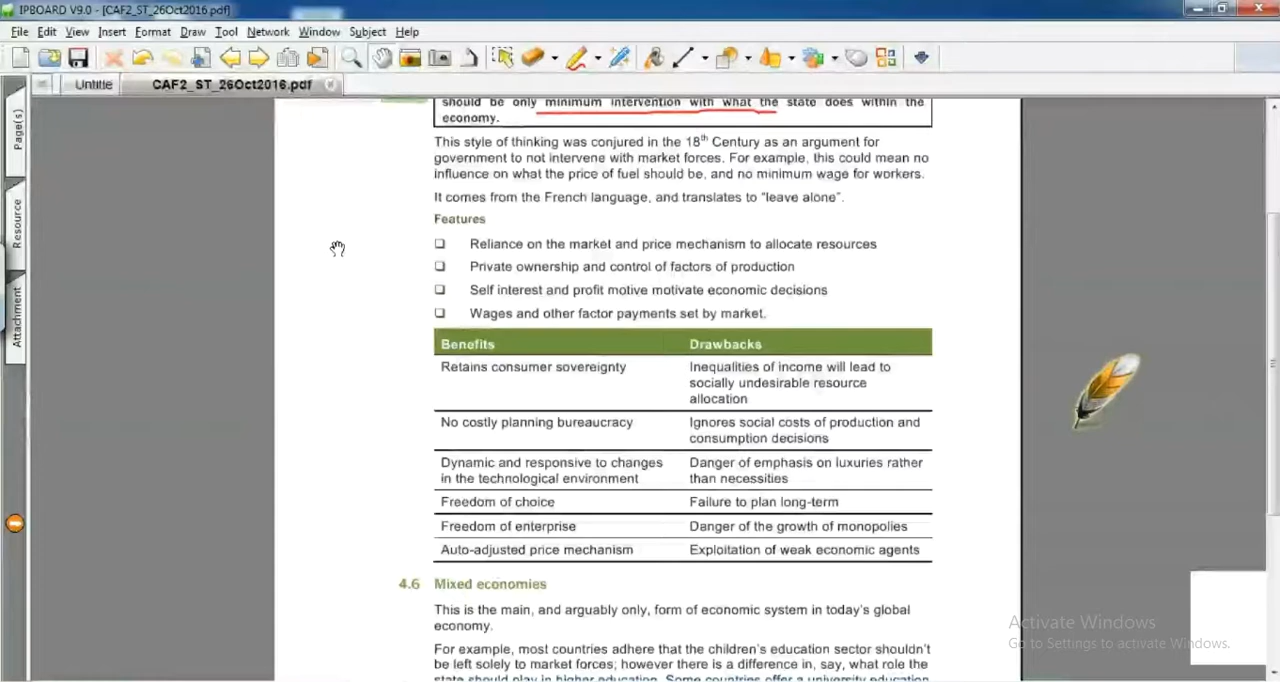 IPBOARD V9.0 - [CAF2_ST_26Oct2016.pdf]
File Edit View Insert Format Draw Tool Network Window Subject Help
Untitle CAF2_ST_26Oct2016.pdf
Page(s)
Resource
Attachment
should be only minimum intervention with what the state does within the
economy.
This style of thinking was conjured in the 18th Century as an argument for
government to not intervene with market forces. For example, this could mean no
influence on what the price of fuel should be, and no minimum wage for workers.
It comes from the French language, and translates to “leave alone”.
Features
❑ Reliance on the market and price mechanism to allocate resources
❑ Private ownership and control of factors of production
❑ Self interest and profit motive motivate economic decisions
❑ Wages and other factor payments set by market.
Benefits Drawbacks
Retains consumer sovereignty Inequalities of income will lead to
socially undesirable resource
allocation
No costly planning bureaucracy Ignores social costs of production and
consumption decisions
Dynamic and responsive to changes Danger of emphasis on luxuries rather
in the technological environment than necessities
Freedom of choice Failure to plan long-term
Freedom of enterprise Danger of the growth of monopolies
Auto-adjusted price mechanism Exploitation of weak economic agents
4.6 Mixed economies
This is the main, and arguably only, form of economic system in today’s global
economy.
For example, most countries adhere that the children’s education sector shouldn’t
be left solely to market forces; however there is a difference in, say, what role the
state should play in higher education. Some countries offer a university education
Activate Windows
Go to Settings to activate Windows.